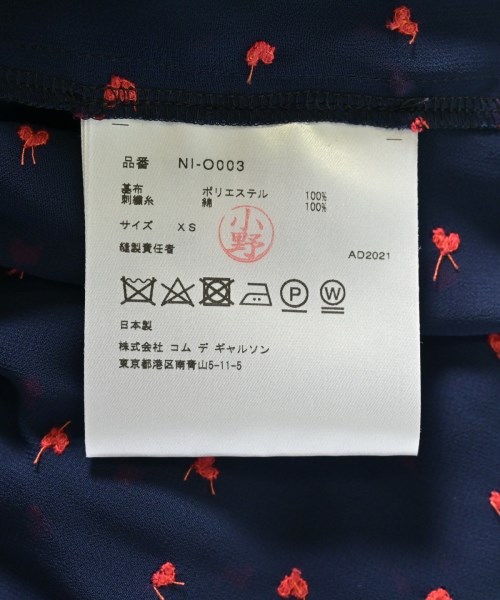 品番 NI-O003
基布 ポリエステル 100%
刺繍糸 綿 100%
サイズ XS
小野
縫製責任者
AD2021
P W
日本製
株式会社 コム デ ギャルソン
東京都港区南青山5-11-5